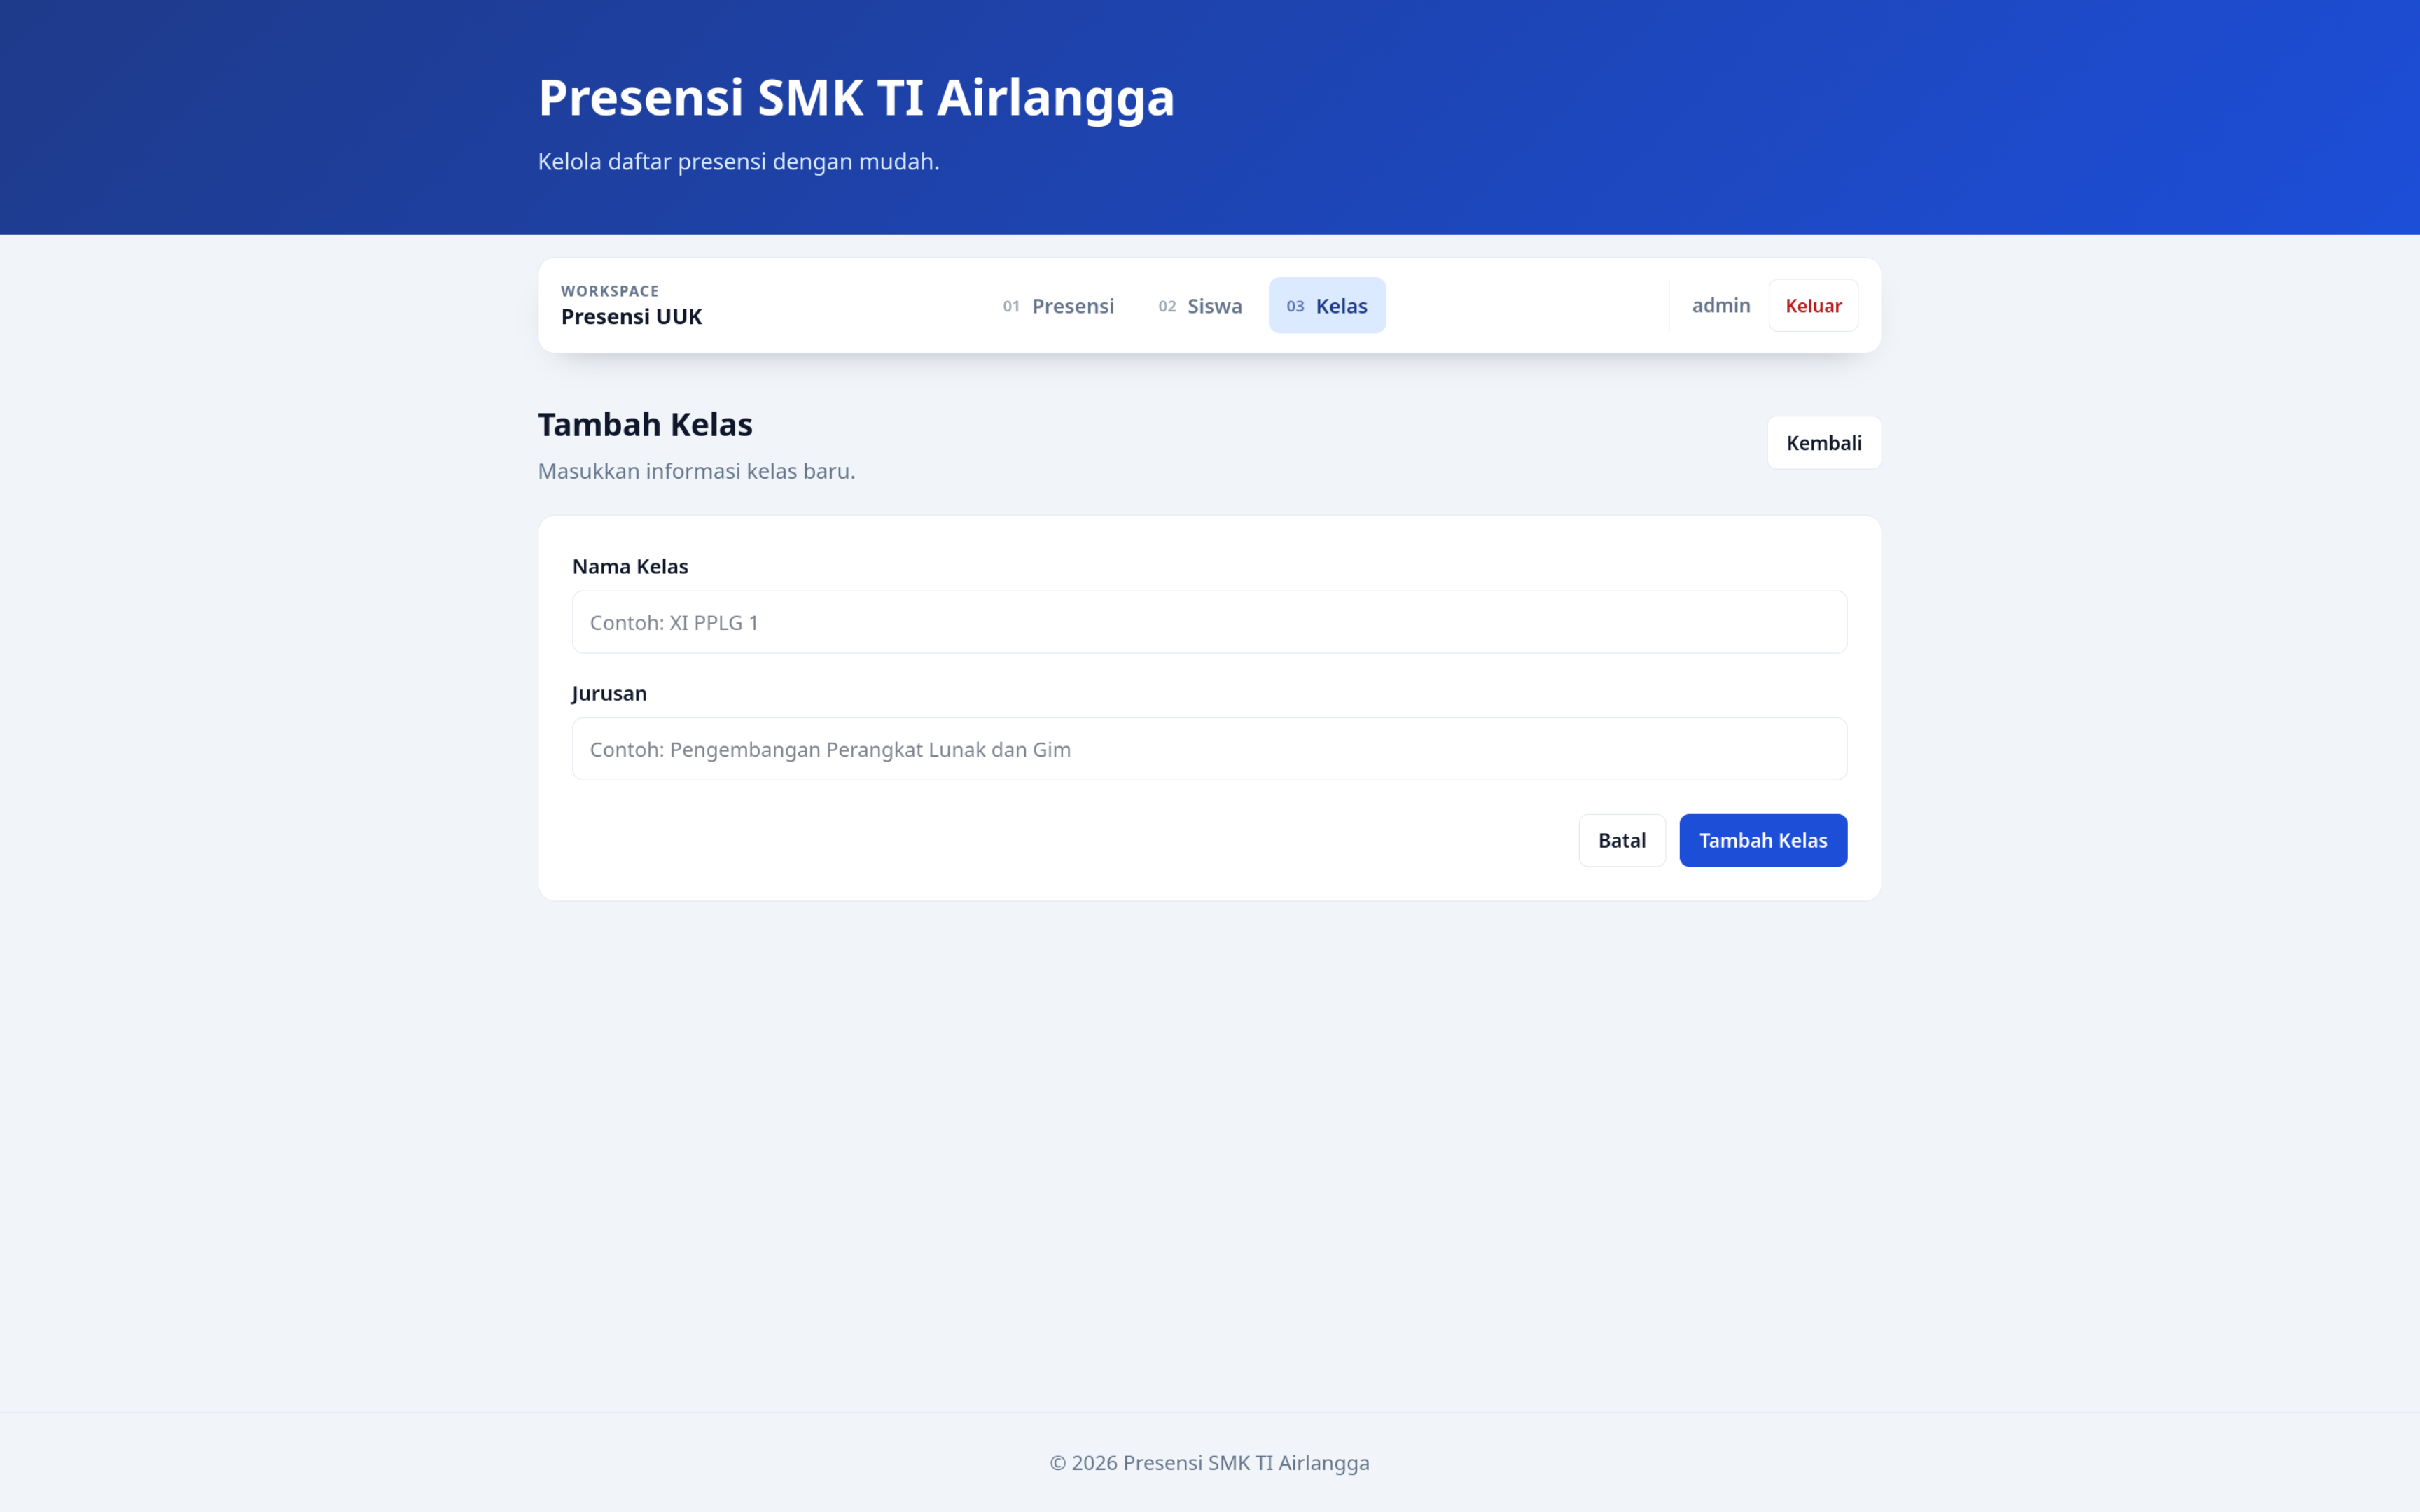 Presensi SMK TI Airlangga
Kelola daftar presensi dengan mudah.
WORKSPACE
Presensi UUK
01 Presensi
02 Siswa
03 Kelas
admin
Keluar
Tambah Kelas
Masukkan informasi kelas baru.
Kembali
Nama Kelas
Contoh: XI PPLG 1
Jurusan
Contoh: Pengembangan Perangkat Lunak dan Gim
Batal
Tambah Kelas
© 2026 Presensi SMK TI Airlangga